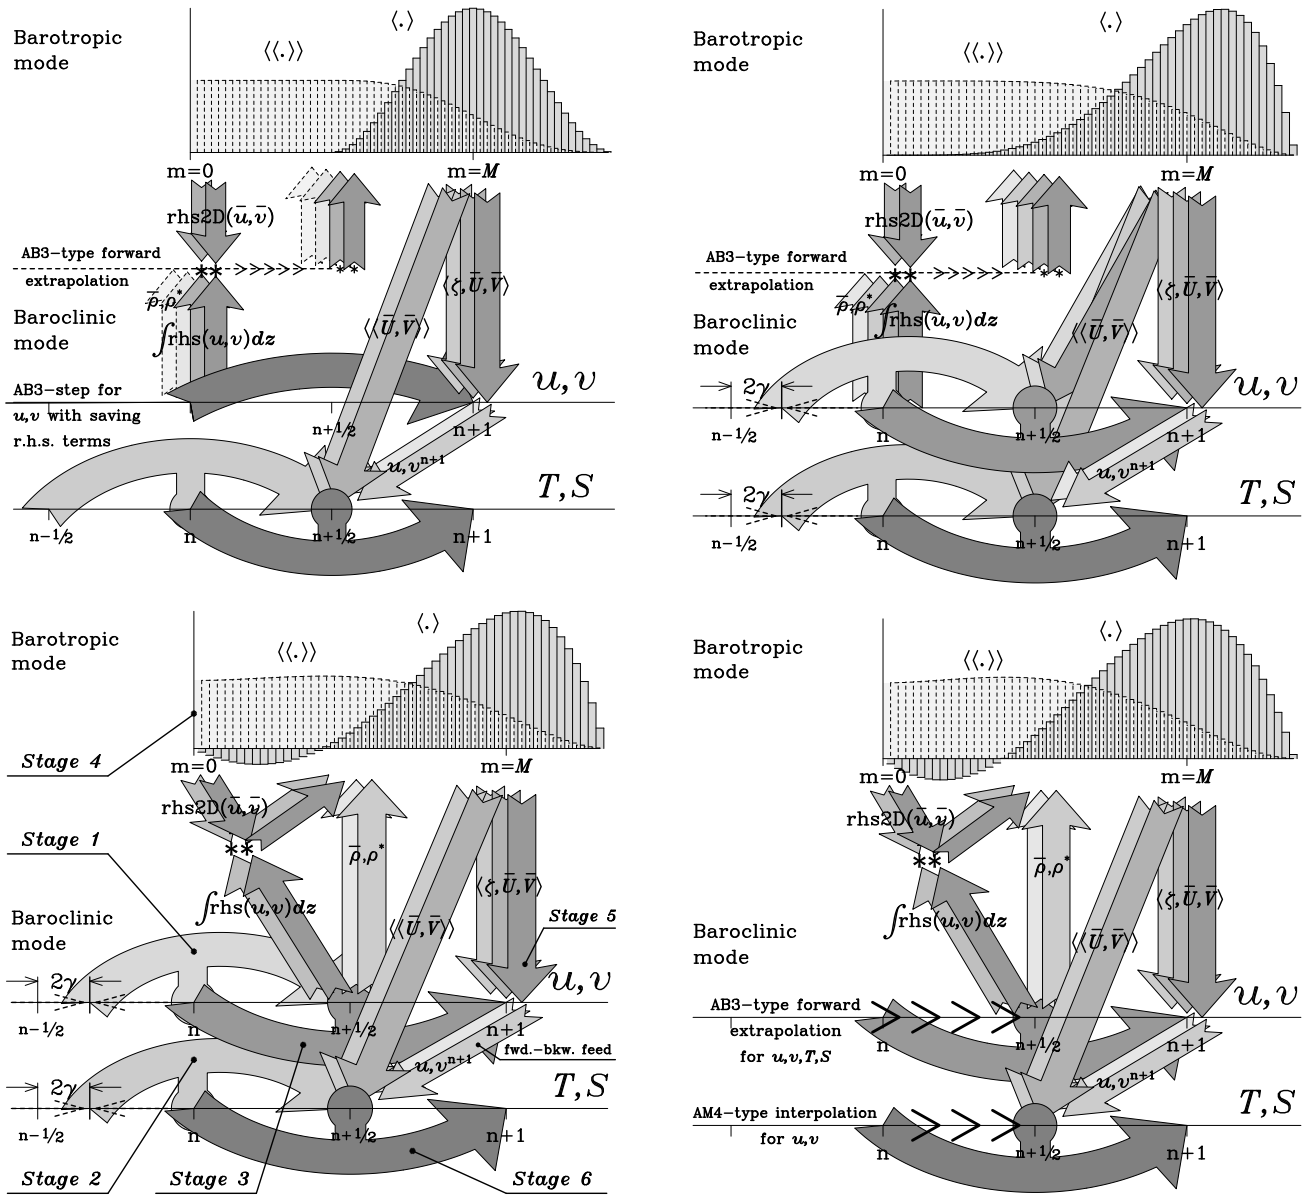 Barotropic
mode
⟨⟨.⟩⟩
⟨.⟩
m=0
m=M
rhs2D(u̅,v̅)
AB3−type forward
extrapolation
ρ̅,ρ*
∫rhs(u,v)dz
Baroclinic
mode
⟨ζ,U̅,V̅⟩
⟨⟨U̅,V̅⟩⟩
AB3−step for
u,v with saving
r.h.s. terms
u,v
n+1/2
n+1
u,vⁿ⁺¹
T,S
n−1/2
n
n+1/2
n+1
Barotropic
mode
⟨⟨.⟩⟩
⟨.⟩
m=0
m=M
rhs2D(u̅,v̅)
AB3−type forward
extrapolation
ρ̅,ρ*
∫rhs(u,v)dz
Baroclinic
mode
⟨ζ,U̅,V̅⟩
⟨⟨U̅,V̅⟩⟩
2γ
u,v
n−1/2
n
n+1/2
n+1
u,vⁿ⁺¹
2γ
T,S
n−1/2
n
n+1/2
n+1
Barotropic
mode
⟨⟨.⟩⟩
⟨.⟩
Stage 4
m=0
m=M
rhs2D(u̅,v̅)
Stage 1
ρ̅,ρ*
∫rhs(u,v)dz
⟨ζ,U̅,V̅⟩
Baroclinic
mode
⟨⟨U̅,V̅⟩⟩
Stage 5
2γ
u,v
n−1/2
n
n+1/2
n+1
fwd.−bkw. feed
u,vⁿ⁺¹
2γ
T,S
n−1/2
n
n+1/2
n+1
Stage 2
Stage 3
Stage 6
Barotropic
mode
⟨⟨.⟩⟩
⟨.⟩
m=0
m=M
rhs2D(u̅,v̅)
ρ̅,ρ*
∫rhs(u,v)dz
⟨ζ,U̅,V̅⟩
Baroclinic
mode
⟨⟨U̅,V̅⟩⟩
u,v
AB3−type forward
extrapolation
for u,v,T,S
n
n+1/2
n+1
u,vⁿ⁺¹
T,S
AM4−type interpolation
for u,v
n
n+1/2
n+1